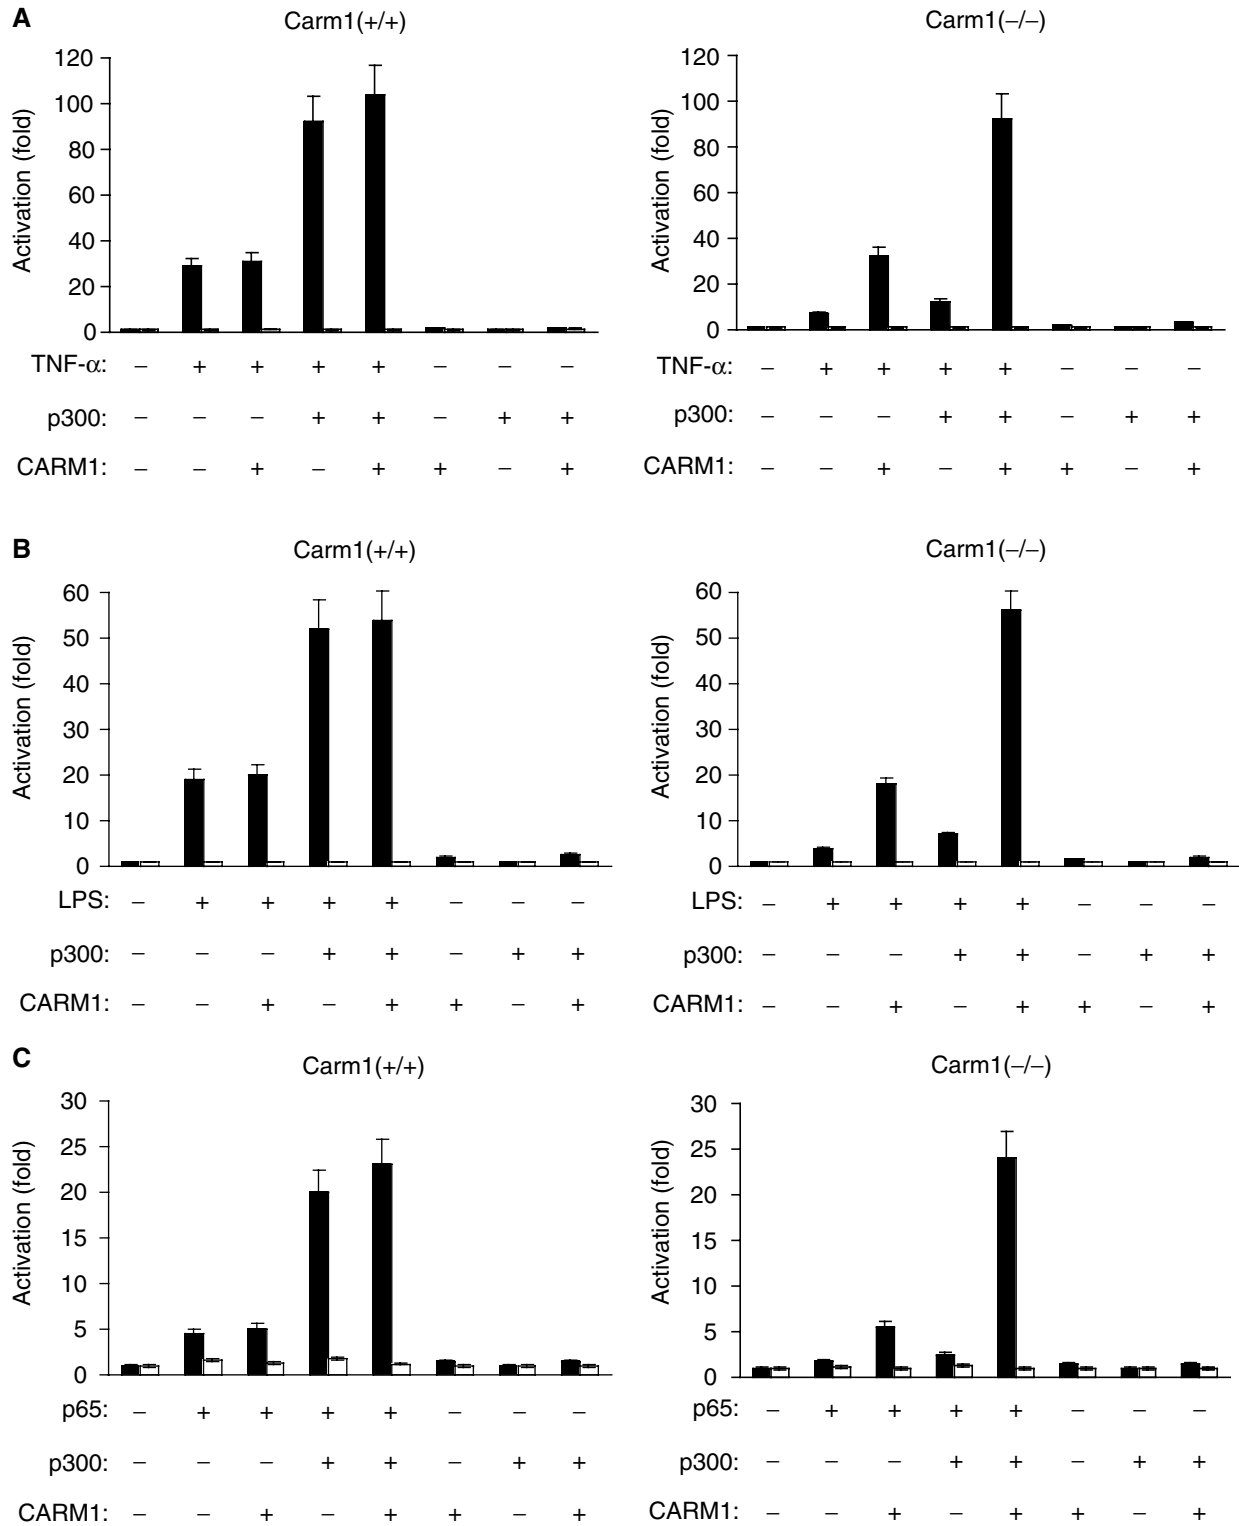 A
Carm1(+/+)
Carm1(–/–)
Activation (fold)
120
100
80
60
40
20
0
Activation (fold)
120
100
80
60
40
20
0
TNF-α: – + + + + – – –
p300: – – – + + – + +
CARM1: – – + – + + – +
TNF-α: – + + + + – – –
p300: – – – + + – + +
CARM1: – – + – + + – +
B
Carm1(+/+)
Carm1(–/–)
Activation (fold)
60
50
40
30
20
10
0
Activation (fold)
60
50
40
30
20
10
0
LPS: – + + + + – – –
p300: – – – + + – + +
CARM1: – – + – + + – +
LPS: – + + + + – – –
p300: – – – + + – + +
CARM1: – – + – + + – +
C
Carm1(+/+)
Carm1(–/–)
Activation (fold)
30
25
20
15
10
5
0
Activation (fold)
30
25
20
15
10
5
0
p65: – + + + + – – –
p300: – – – + + – + +
CARM1: – – + – + + – +
p65: – + + + + – – –
p300: – – – + + – + +
CARM1: – – + – + + – +